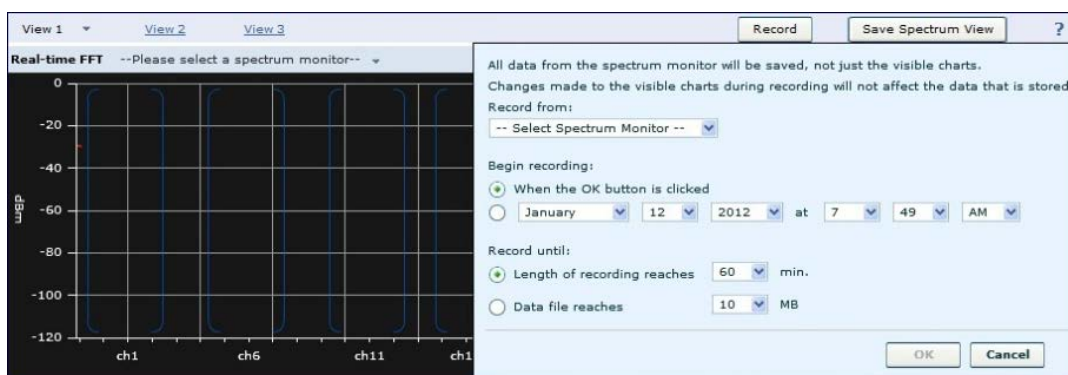 View 1 View 2 View 3 Record Save Spectrum View ?
Real-time FFT --Please select a spectrum monitor--
All data from the spectrum monitor will be saved, not just the visible charts.
Changes made to the visible charts during recording will not affect the data that is stored
Record from:
-- Select Spectrum Monitor --
Begin recording:
When the OK button is clicked
January 12 2012 at 7 49 AM
Record until:
Length of recording reaches 60 min.
Data file reaches 10 MB
OK Cancel
dBm
0
-20
-40
-60
-80
-100
-120
ch1 ch6 ch11 ch1